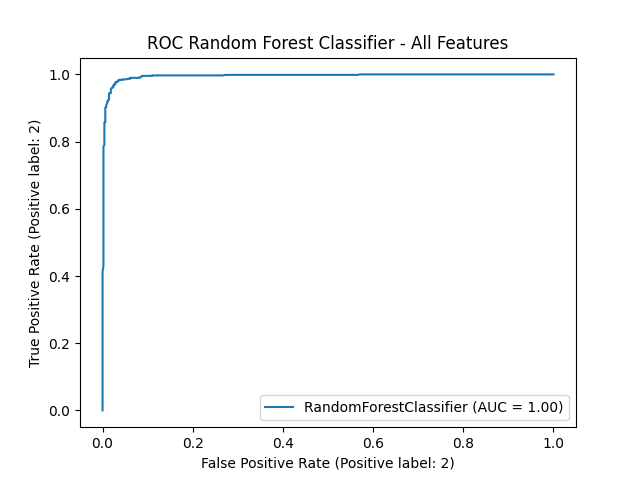 ROC Random Forest Classifier - All Features
True Positive Rate (Positive label: 2)
1.0
0.8
0.6
0.4
0.2
0.0
RandomForestClassifier (AUC = 1.00)
0.0 0.2 0.4 0.6 0.8 1.0
False Positive Rate (Positive label: 2)